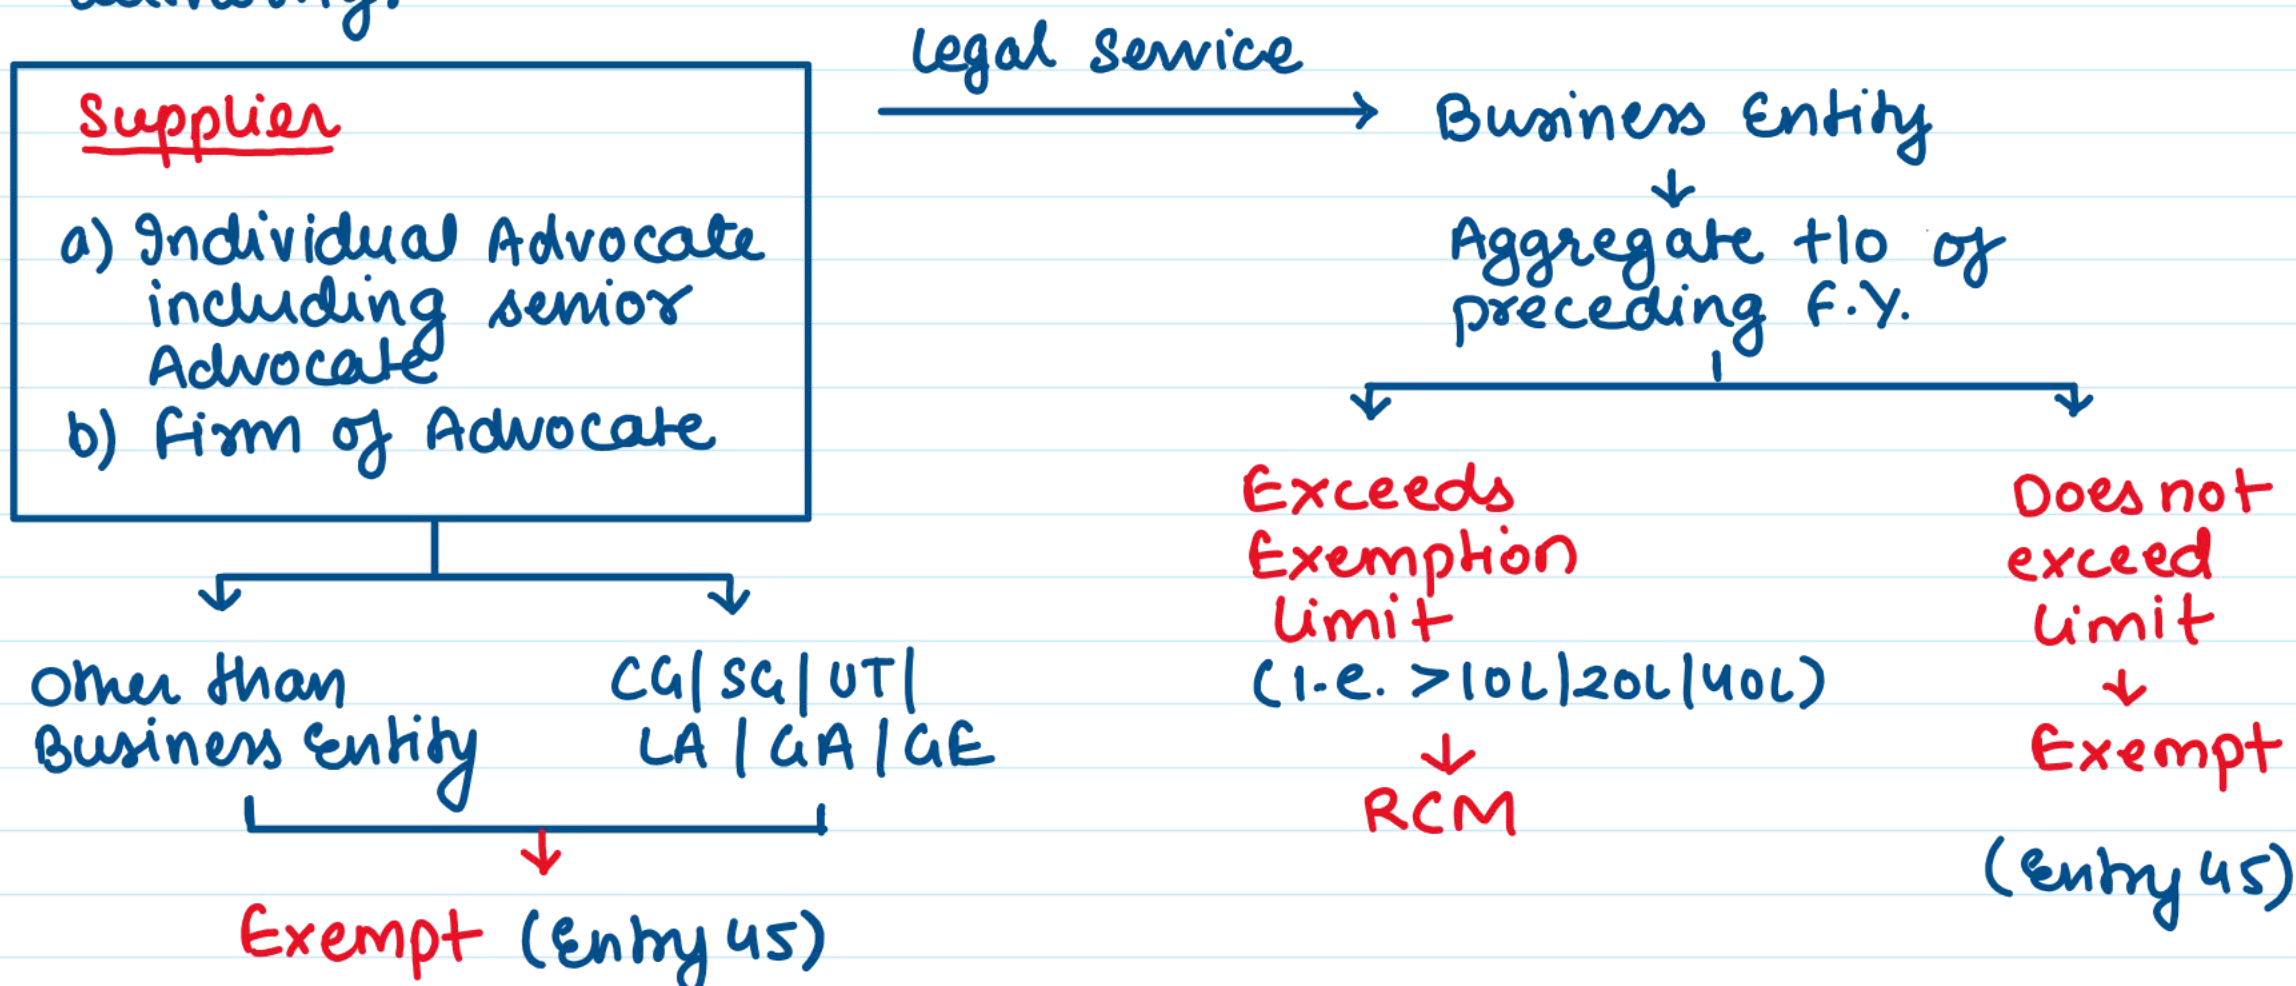 Legal Service
Supplier
a) Individual Advocate
including senior
Advocate
b) Firm of Advocate
Other than
Business Entity
CG|SG|UT|
LA|GA|GE
Exempt (Entry 45)
Business Entity
Aggregate t/o of
preceding F.Y.
Exceeds
Exemption
Limit
(i.e. >10L|20L|40L)
RCM
Does not
exceed
Limit
Exempt
(Entry 45)